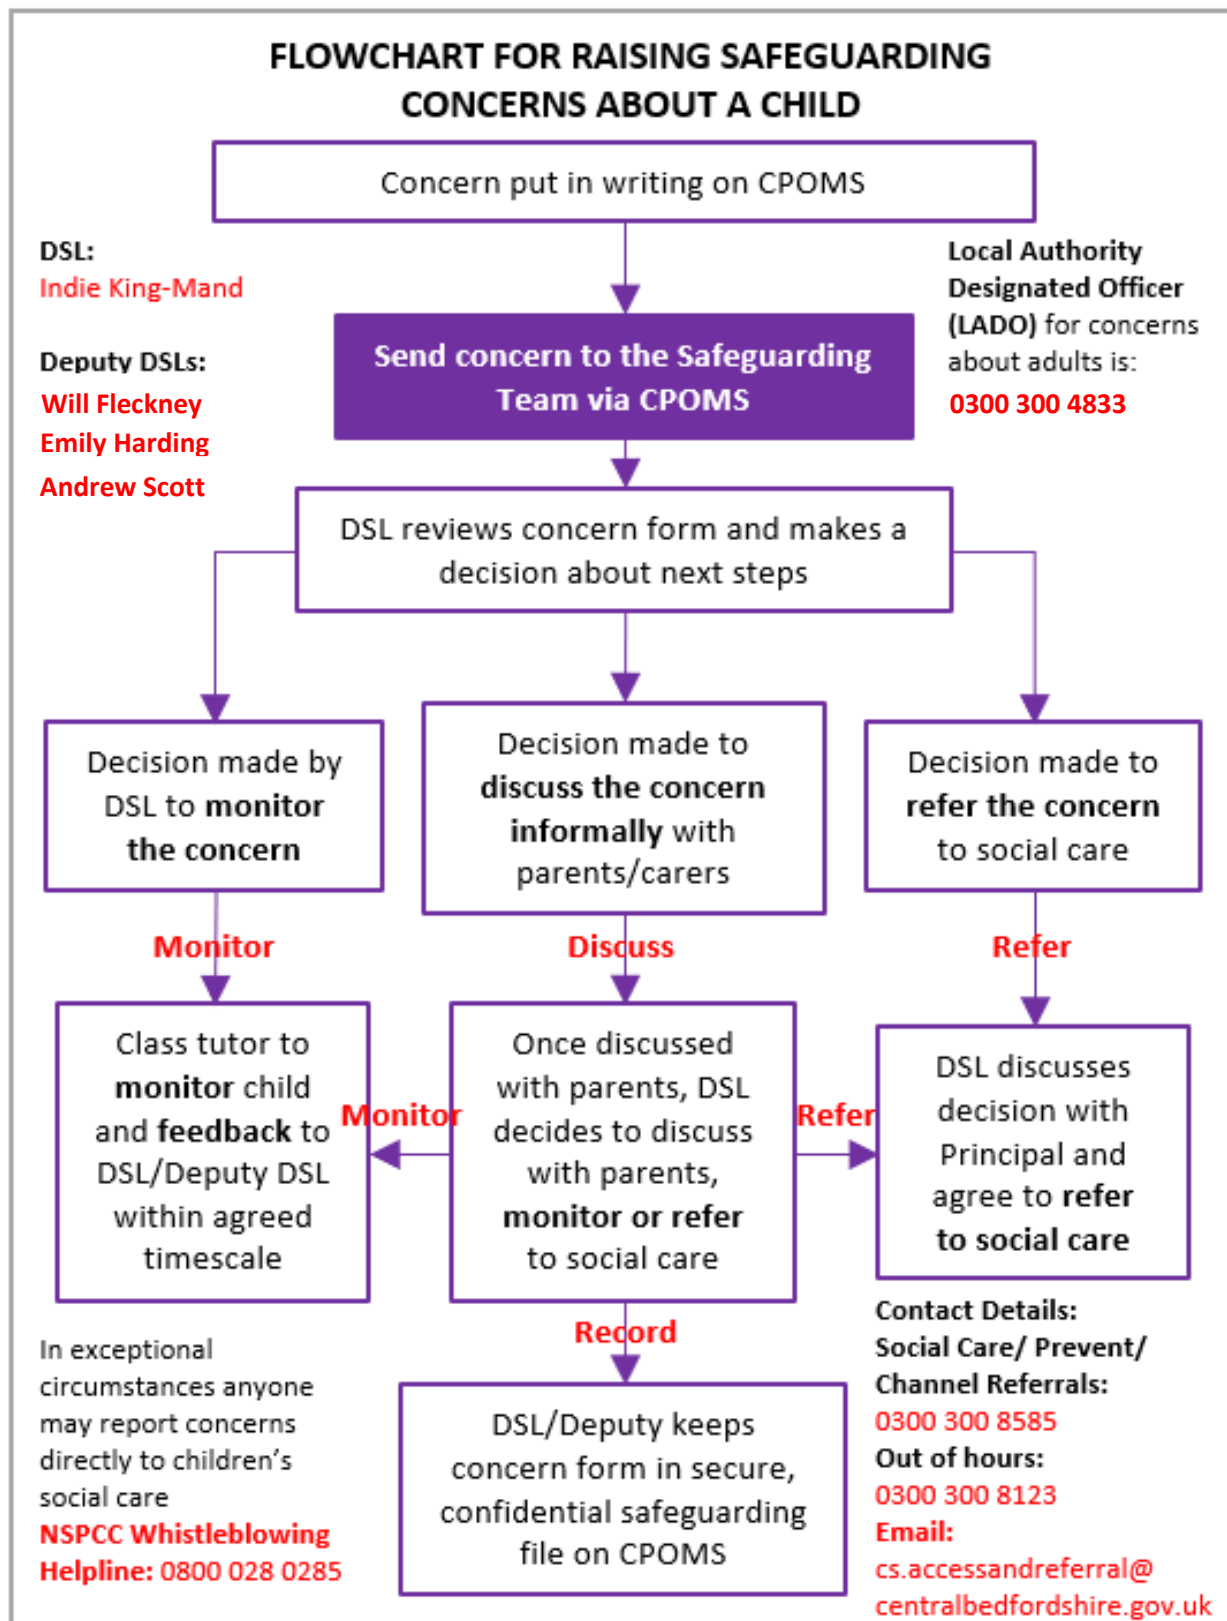 FLOWCHART FOR RAISING SAFEGUARDING
CONCERNS ABOUT A CHILD
Concern put in writing on CPOMS
DSL:
Indie King-Mand
Deputy DSLs:
Will Fleckney
Emily Harding
Andrew Scott
Local Authority
Designated Officer
(LADO) for concerns
about adults is:
0300 300 4833
Send concern to the Safeguarding
Team via CPOMS
DSL reviews concern form and makes a
decision about next steps
Decision made by
DSL to monitor
the concern
Decision made to
discuss the concern
informally with
parents/carers
Decision made to
refer the concern
to social care
Monitor
Discuss
Refer
Class tutor to
monitor child
and feedback to
DSL/Deputy DSL
within agreed
timescale
Monitor
Once discussed
with parents, DSL
decides to discuss
with parents,
monitor or refer
to social care
Refer
DSL discusses
decision with
Principal and
agree to refer
to social care
Record
In exceptional
circumstances anyone
may report concerns
directly to children’s
social care
NSPCC Whistleblowing
Helpline: 0800 028 0285
DSL/Deputy keeps
concern form in secure,
confidential safeguarding
file on CPOMS
Contact Details:
Social Care/ Prevent/
Channel Referrals:
0300 300 8585
Out of hours:
0300 300 8123
Email:
cs.accessandreferral@
centralbedfordshire.gov.uk